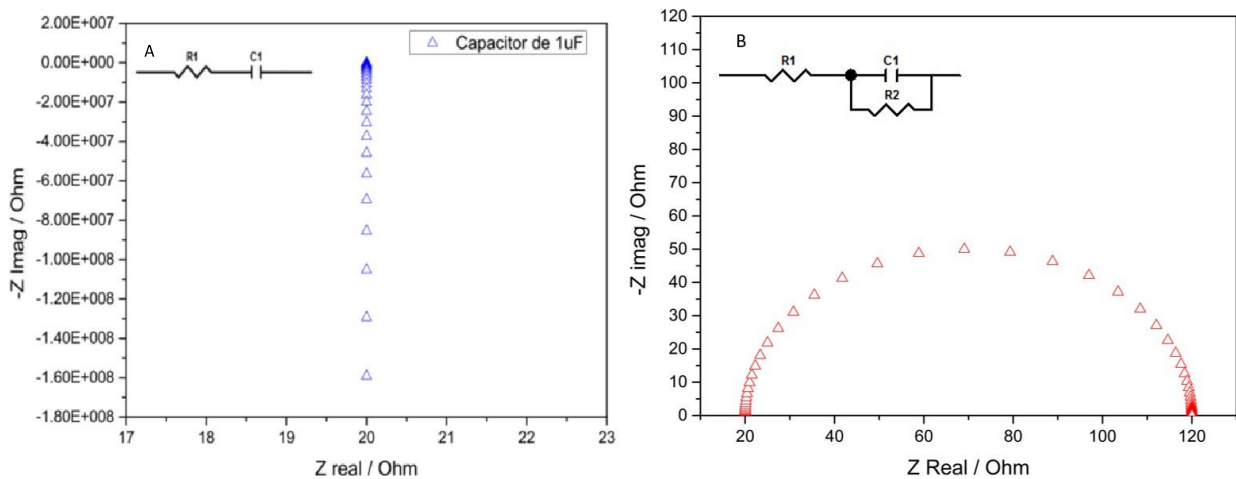 2.00E+007
0.00E+000
-2.00E+007
-4.00E+007
-6.00E+007
-8.00E+007
-1.00E+008
-1.20E+008
-1.40E+008
-1.60E+008
-1.80E+008
-Z Imag / Ohm
A
R1
C1
Capacitor de 1uF
17
18
19
20
21
22
23
Z real / Ohm
120
110
100
90
80
70
60
50
40
30
20
10
0
-Z imag / Ohm
B
R1
C1
R2
20
40
60
80
100
120
Z Real / Ohm